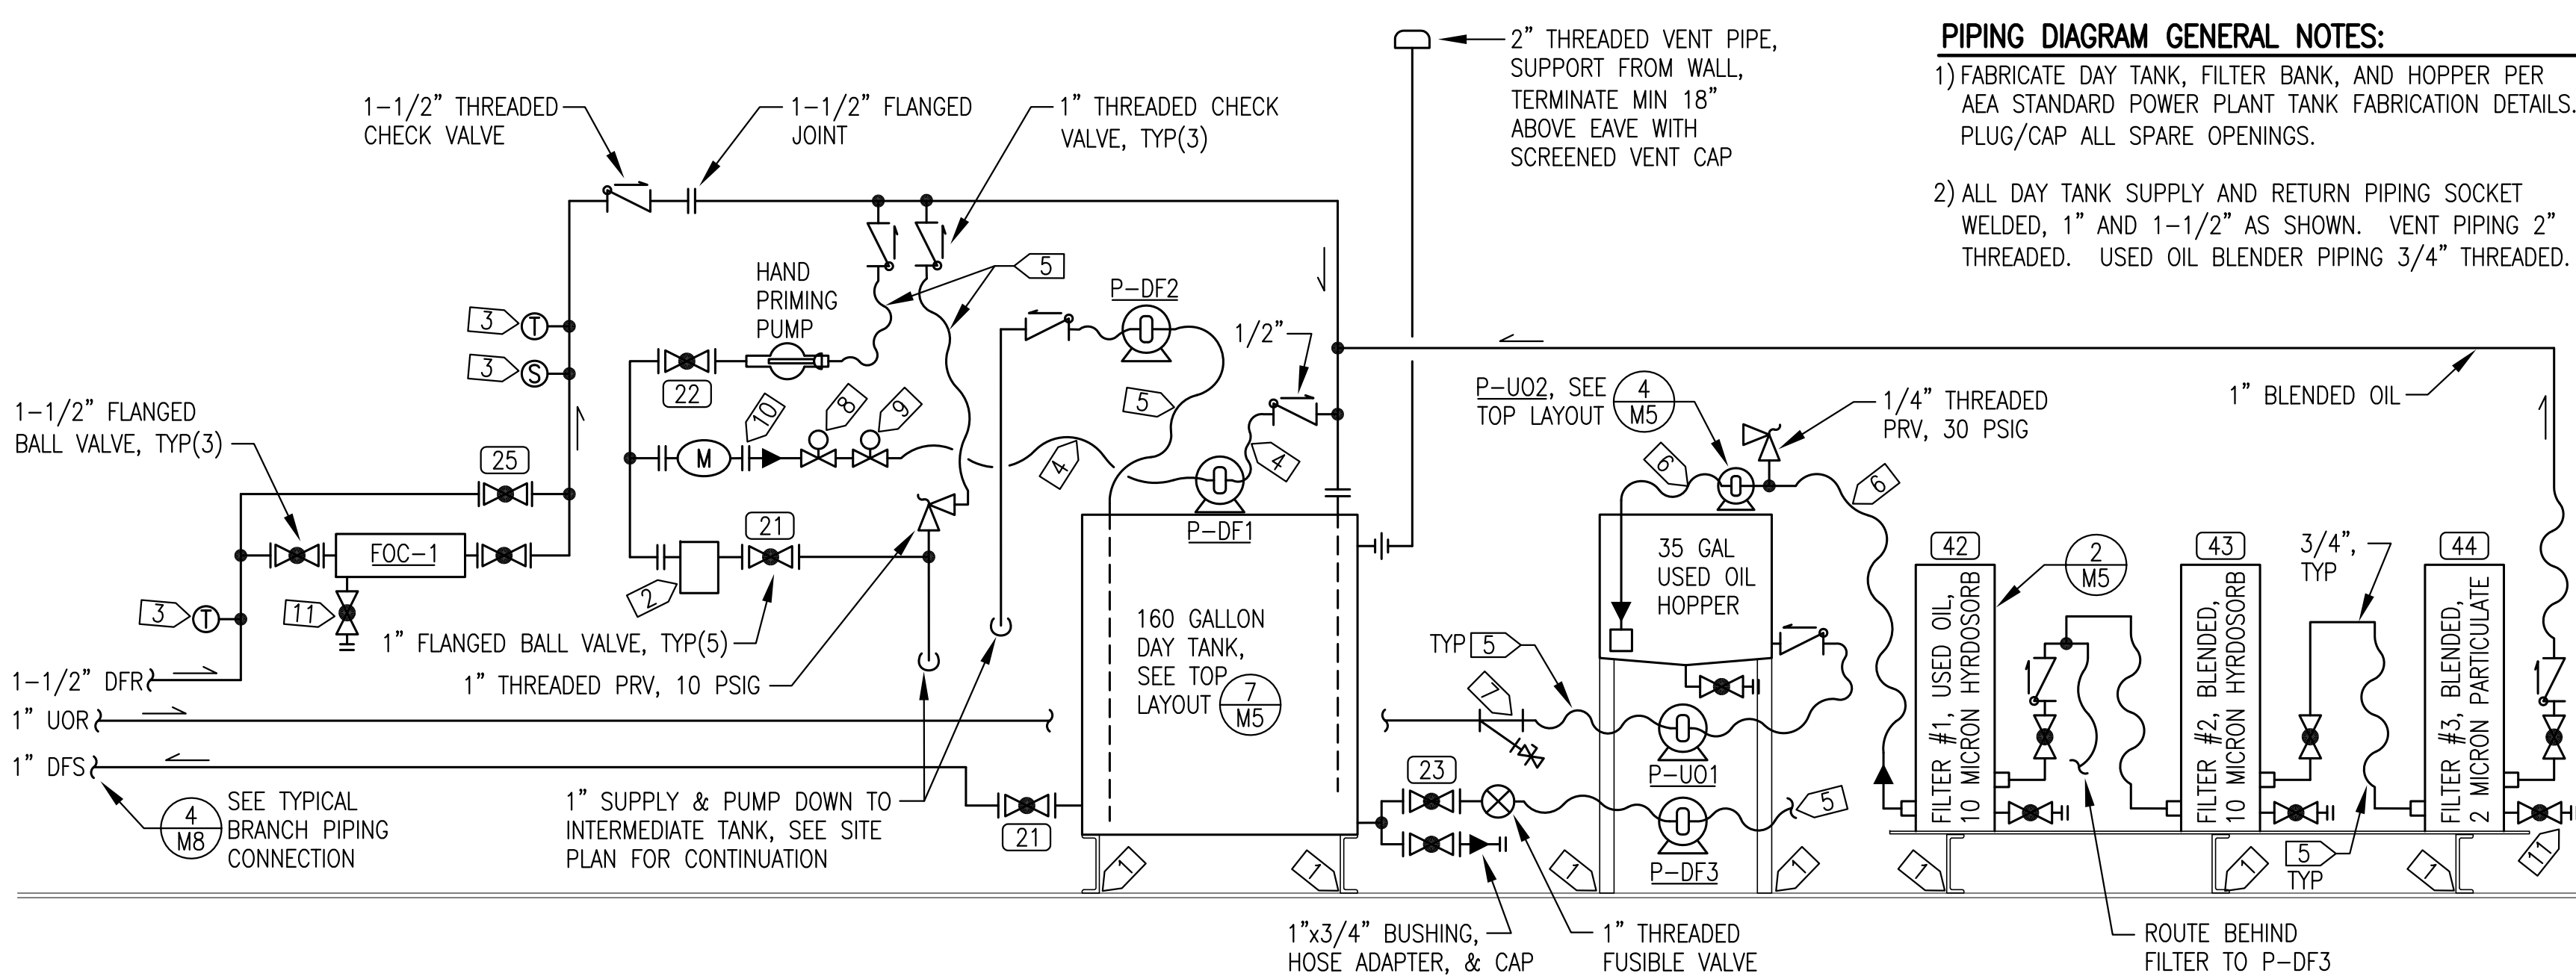 PIPING DIAGRAM GENERAL NOTES:
1) FABRICATE DAY TANK, FILTER BANK, AND HOPPER PER
AEA STANDARD POWER PLANT TANK FABRICATION DETAILS.
PLUG/CAP ALL SPARE OPENINGS.
2) ALL DAY TANK SUPPLY AND RETURN PIPING SOCKET
WELDED, 1" AND 1-1/2" AS SHOWN. VENT PIPING 2"
THREADED. USED OIL BLENDER PIPING 3/4" THREADED.
2" THREADED VENT PIPE,
SUPPORT FROM WALL,
TERMINATE MIN 18"
ABOVE EAVE WITH
SCREENED VENT CAP
1-1/2" THREADED
CHECK VALVE
1-1/2" FLANGED
JOINT
1" THREADED CHECK
VALVE, TYP(3)
HAND
PRIMING
PUMP
5
P-DF2
1/2"
3
T
3
S
22
10
8
9
M
5
4
4
P-DF1
1-1/2" FLANGED
BALL VALVE, TYP(3)
25
FOC-1
21
2
11
3
T
1" FLANGED BALL VALVE, TYP(5)
1" THREADED PRV, 10 PSIG
1-1/2" DFR
1" UOR
1" DFS
4
M8
SEE TYPICAL
BRANCH PIPING
CONNECTION
1" SUPPLY & PUMP DOWN TO
INTERMEDIATE TANK, SEE SITE
PLAN FOR CONTINUATION
21
160 GALLON
DAY TANK,
SEE TOP
LAYOUT
7
M5
1
1
P-UO2, SEE
TOP LAYOUT
4
M5
1/4" THREADED
PRV, 30 PSIG
1" BLENDED OIL
6
6
35 GAL
USED OIL
HOPPER
TYP 5
7
P-UO1
23
5
P-DF3
1
1
1"x3/4" BUSHING,
HOSE ADAPTER, & CAP
1" THREADED
FUSIBLE VALVE
42
FILTER #1, USED OIL,
10 MICRON HYRDOSORB
2
M5
43
FILTER #2, BLENDED,
10 MICRON HYRDOSORB
3/4",
TYP
44
FILTER #3, BLENDED,
2 MICRON PARTICULATE
1
1
5
TYP
1
11
ROUTE BEHIND
FILTER TO P-DF3